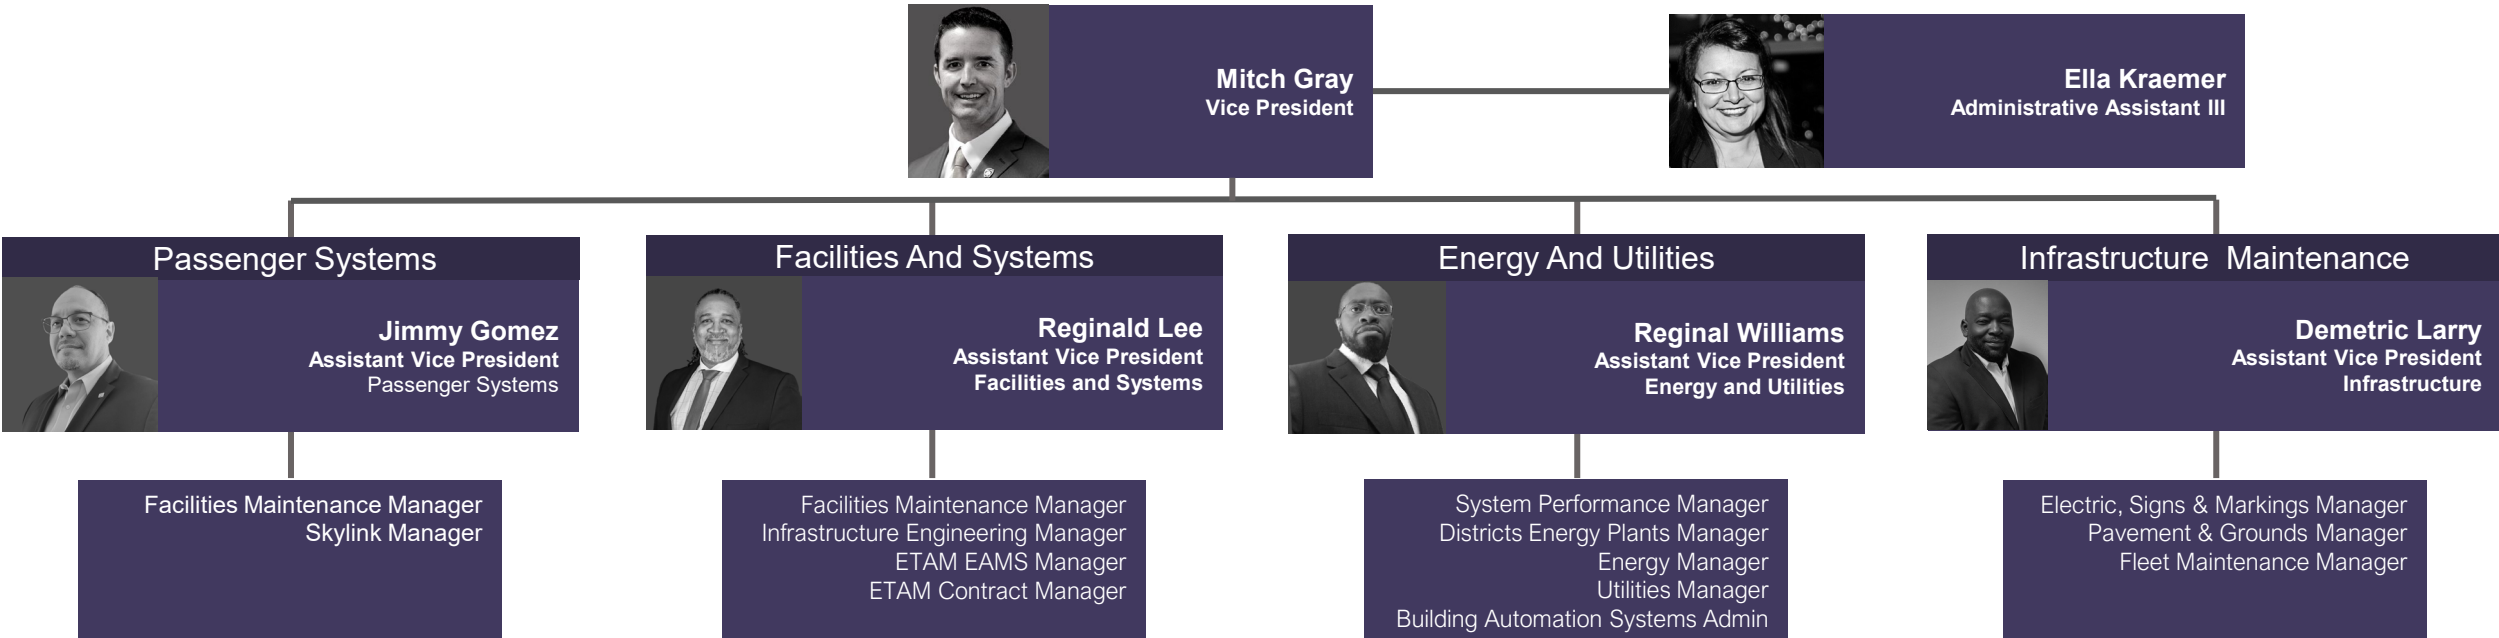 Mitch Gray
Vice President
Ella Kraemer
Administrative Assistant III
Passenger Systems
Jimmy Gomez
Assistant Vice President
Passenger Systems
Facilities Maintenance Manager
Skylink Manager
Facilities And Systems
Reginald Lee
Assistant Vice President
Facilities and Systems
Facilities Maintenance Manager
Infrastructure Engineering Manager
ETAM EAMS Manager
ETAM Contract Manager
Energy And Utilities
Reginal Williams
Assistant Vice President
Energy and Utilities
System Performance Manager
Districts Energy Plants Manager
Energy Manager
Utilities Manager
Building Automation Systems Admin
Infrastructure Maintenance
Demetric Larry
Assistant Vice President
Infrastructure
Electric, Signs & Markings Manager
Pavement & Grounds Manager
Fleet Maintenance Manager